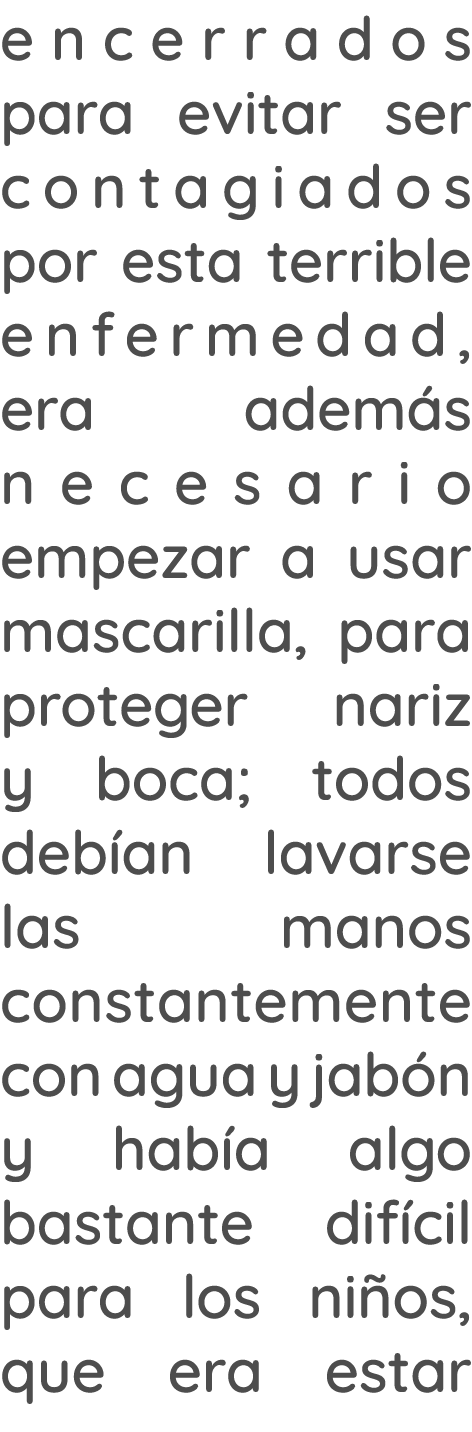 encerrados
para evitar ser
contagiados
por esta terrible
enfermedad,
era además
necesario
empezar a usar
mascarilla, para
proteger nariz
y boca; todos
debían lavarse
las manos
constantemente
con agua y jabón
y había algo
bastante difícil
para los niños,
que era estar